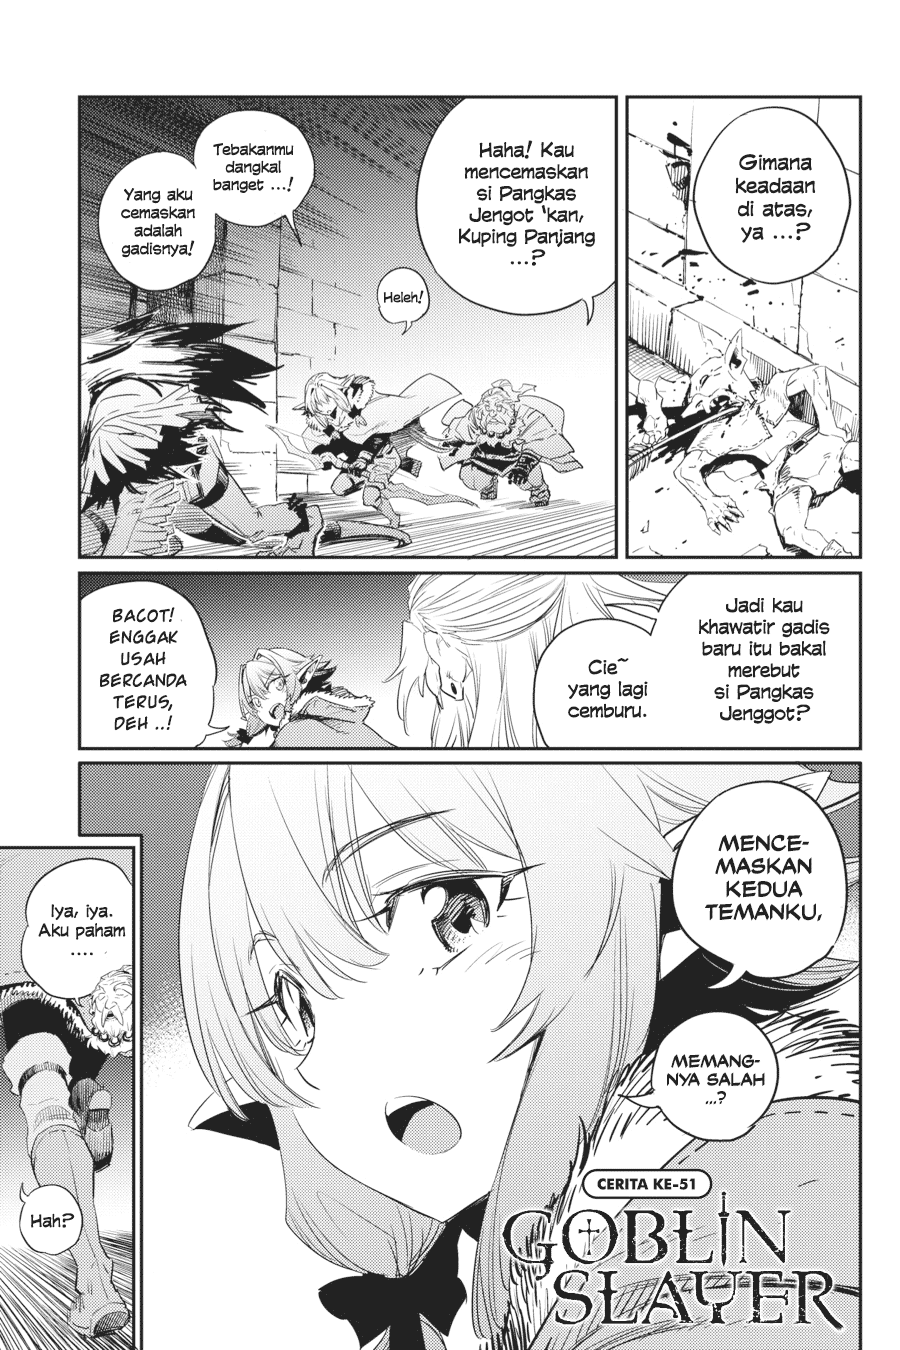 Gimana
keadaan
di atas,
ya ...?
Haha! Kau
mencemaskan
si Pangkas
Jengot 'kan,
Kuping Panjang
...?
Heleh!
Tebakanmu
dangkal
banget ...!
Yang aku
cemaskan
adalah
gadisnya!
Jadi kau
khawatir gadis
baru itu bakal
merebut
si Pangkas
Jenggot?
Cie~
yang lagi
cemburu.
BACOT!
ENGGAK
USAH
BERCANDA
TERUS,
DEH ..!
MENCE-
MASKAN
KEDUA
TEMANKU,
MEMANG-
NYA SALAH
...?
Iya, iya.
Aku paham
....
Hah?
CERITA KE-51
GOBLIN
SLAYER